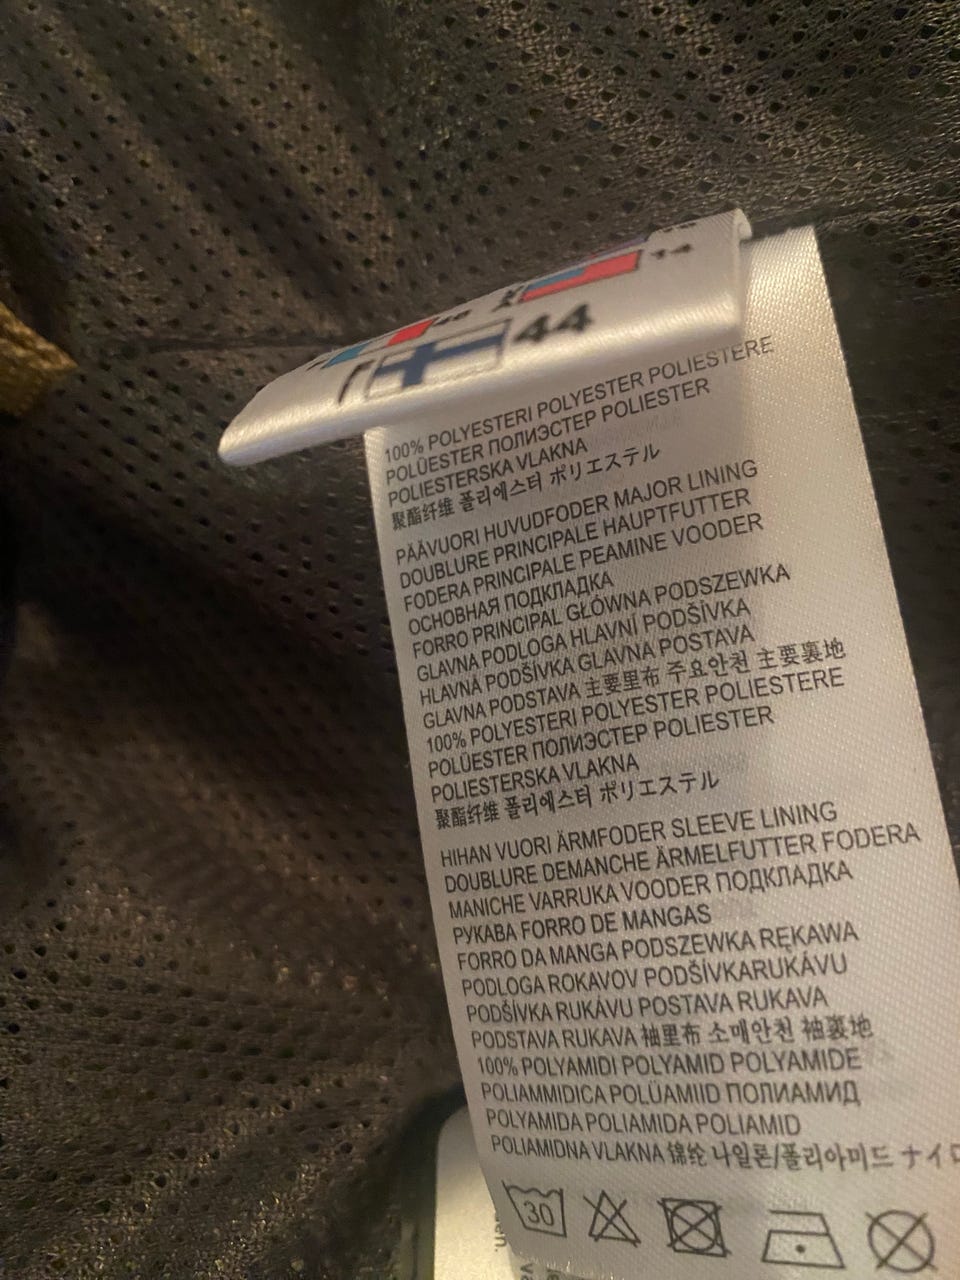 44
100% POLYESTERI POLYESTER POLIESTERE
POLÜESTER ПОЛИЭСТЕР POLIESTER
POLIESTERSKA VLAKNA
聚酯纤维 폴리에스터 ポリエステル
PÄÄVUORI HUVUDFODER MAJOR LINING
DOUBLURE PRINCIPALE HAUPTFUTTER
FODERA PRINCIPALE PEAMINE VOODER
ОСНОВНАЯ ПОДКЛАДКА
FORRO PRINCIPAL GŁÓWNA PODSZEWKA
GLAVNA PODLOGA HLAVNÍ PODŠÍVKA
HLAVNÁ PODŠÍVKA GLAVNA POSTAVA
GLAVNA PODSTAVA 主要里布 주요안천 主要裏地
100% POLYESTERI POLYESTER POLIESTERE
POLÜESTER ПОЛИЭСТЕР POLIESTER
POLIESTERSKA VLAKNA
聚酯纤维 폴리에스터 ポリエステル
HIHAN VUORI ÄRMFODER SLEEVE LINING
DOUBLURE DEMANCHE ÄRMELFUTTER FODERA
MANICHE VARRUKA VOODER ПОДКЛАДКА
РУКАВА FORRO DE MANGAS
FORRO DA MANGA PODSZEWKA RĘKAWA
PODLOGA ROKAVOV PODŠÍVKARUKÁVU
PODŠÍVKA RUKÁVU POSTAVA RUKAVA
PODSTAVA RUKAVA 袖里布 소매안천 袖裏地
100% POLYAMIDI POLYAMID POLYAMIDE
POLIAMMIDICA POLÜAMIID ПОЛИАМИД
POLYAMIDA POLIAMIDA POLIAMID
POLIAMIDNA VLAKNA 锦纶 나일론/폴리아미드 ナイロ
30